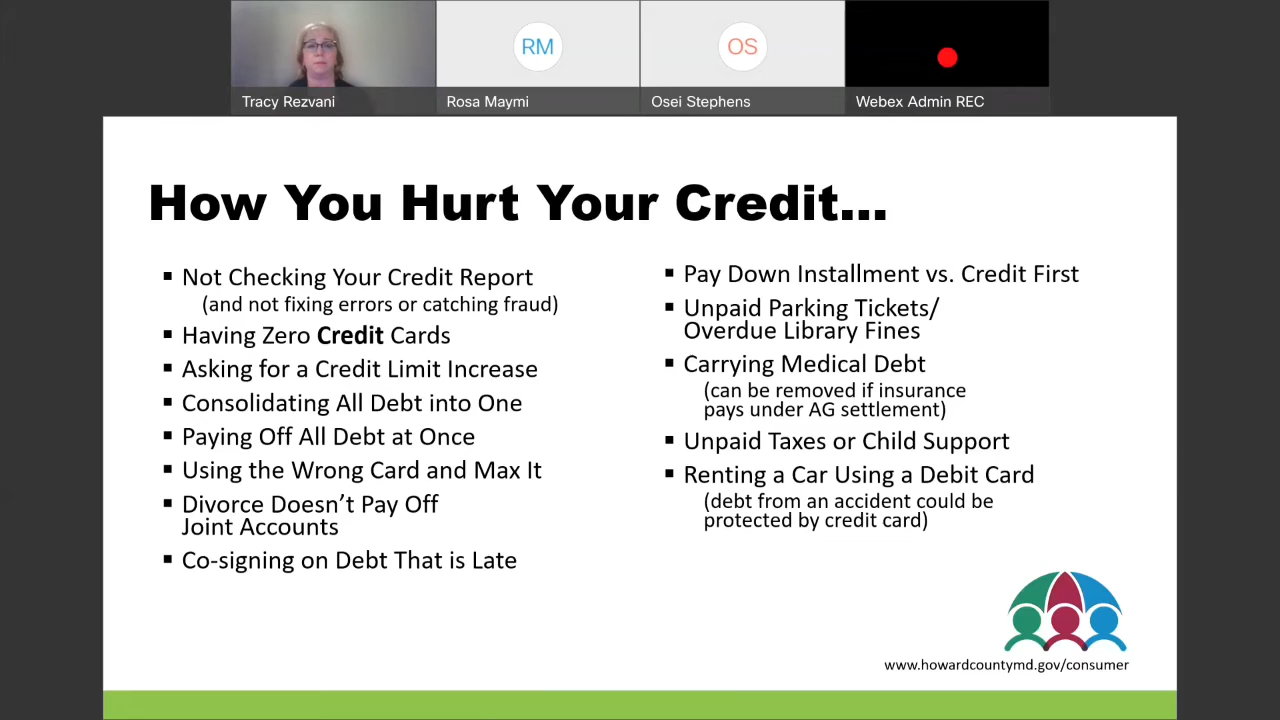 RM
OS
Tracy Rezvani
Rosa Maymi
Osei Stephens
Webex Admin REC
How You Hurt Your Credit...
▪ Not Checking Your Credit Report
(and not fixing errors or catching fraud)
▪ Having Zero Credit Cards
▪ Asking for a Credit Limit Increase
▪ Consolidating All Debt into One
▪ Paying Off All Debt at Once
▪ Using the Wrong Card and Max It
▪ Divorce Doesn’t Pay Off
Joint Accounts
▪ Co-signing on Debt That is Late
▪ Pay Down Installment vs. Credit First
▪ Unpaid Parking Tickets/
Overdue Library Fines
▪ Carrying Medical Debt
(can be removed if insurance
pays under AG settlement)
▪ Unpaid Taxes or Child Support
▪ Renting a Car Using a Debit Card
(debt from an accident could be
protected by credit card)
www.howardcountymd.gov/consumer